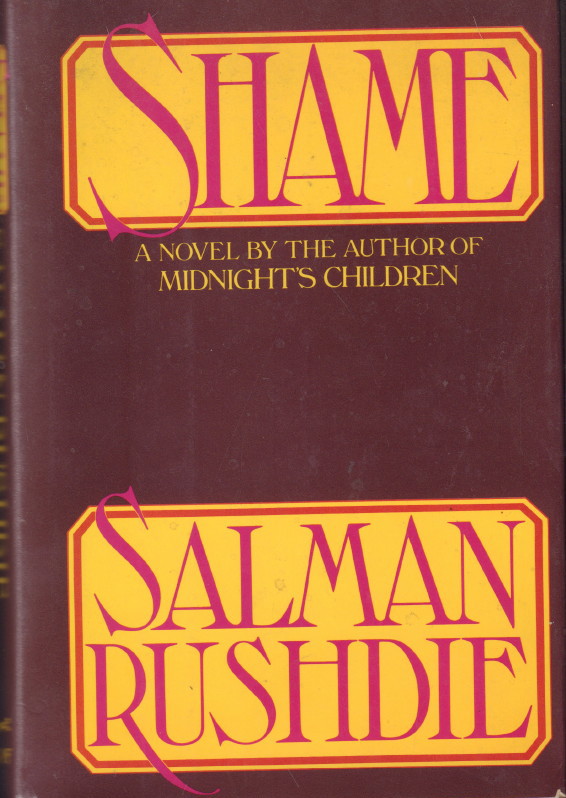 SHAME
A NOVEL BY THE AUTHOR OF
MIDNIGHT'S CHILDREN
SALMAN
RUSHDIE